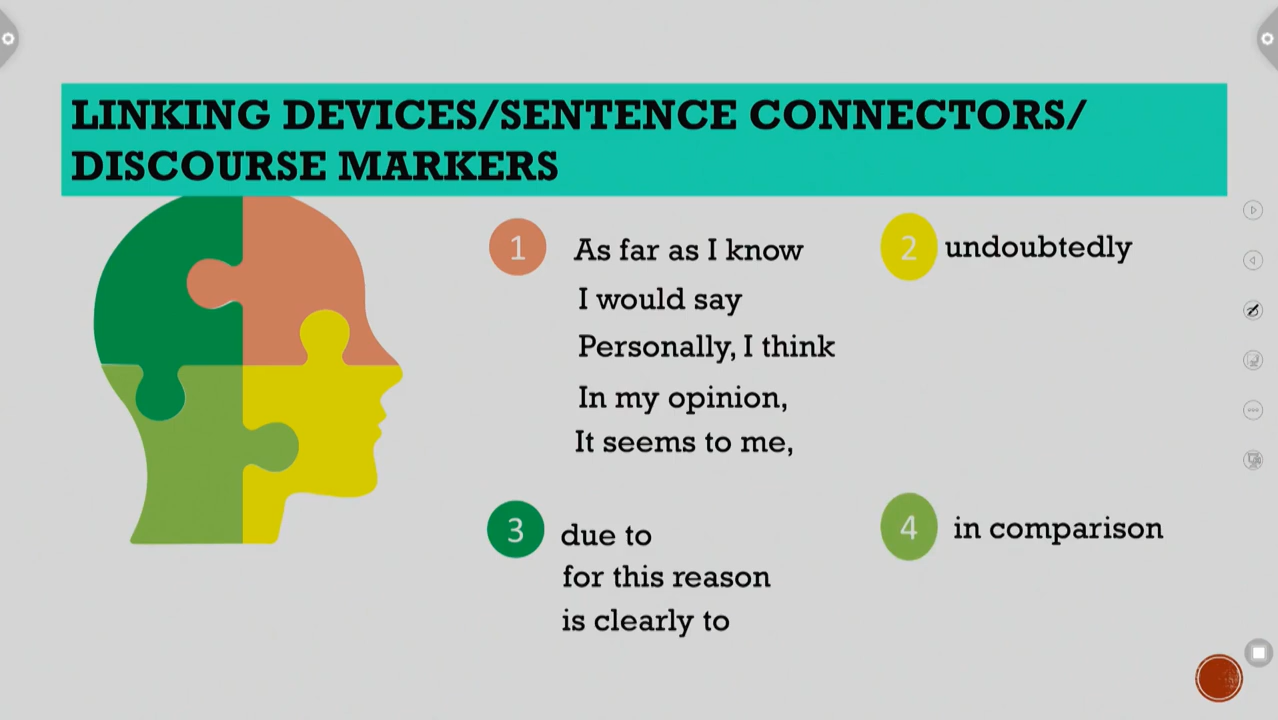 LINKING DEVICES/SENTENCE CONNECTORS/
DISCOURSE MARKERS
1 As far as I know
I would say
Personally, I think
In my opinion,
It seems to me,
2 undoubtedly
3 due to
for this reason
is clearly to
4 in comparison